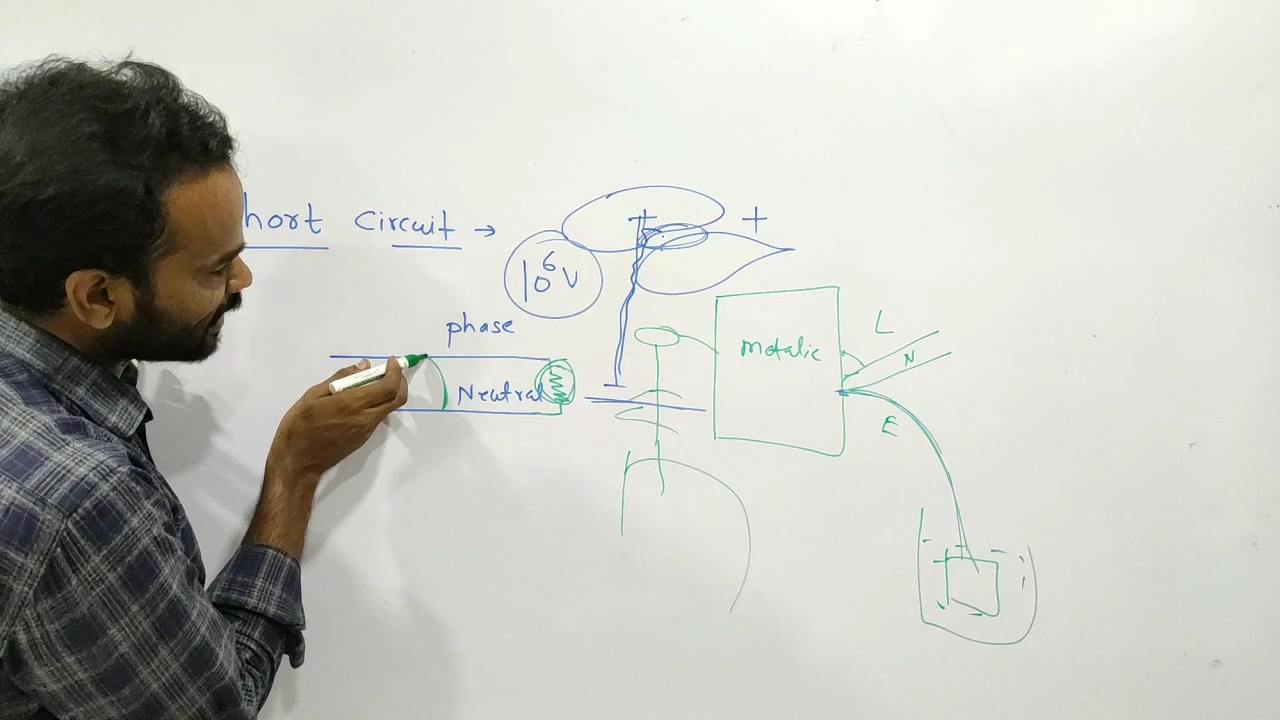 hort Circuit →
+ +
10⁶V
phase
Neutral
Metalic
L
N
E